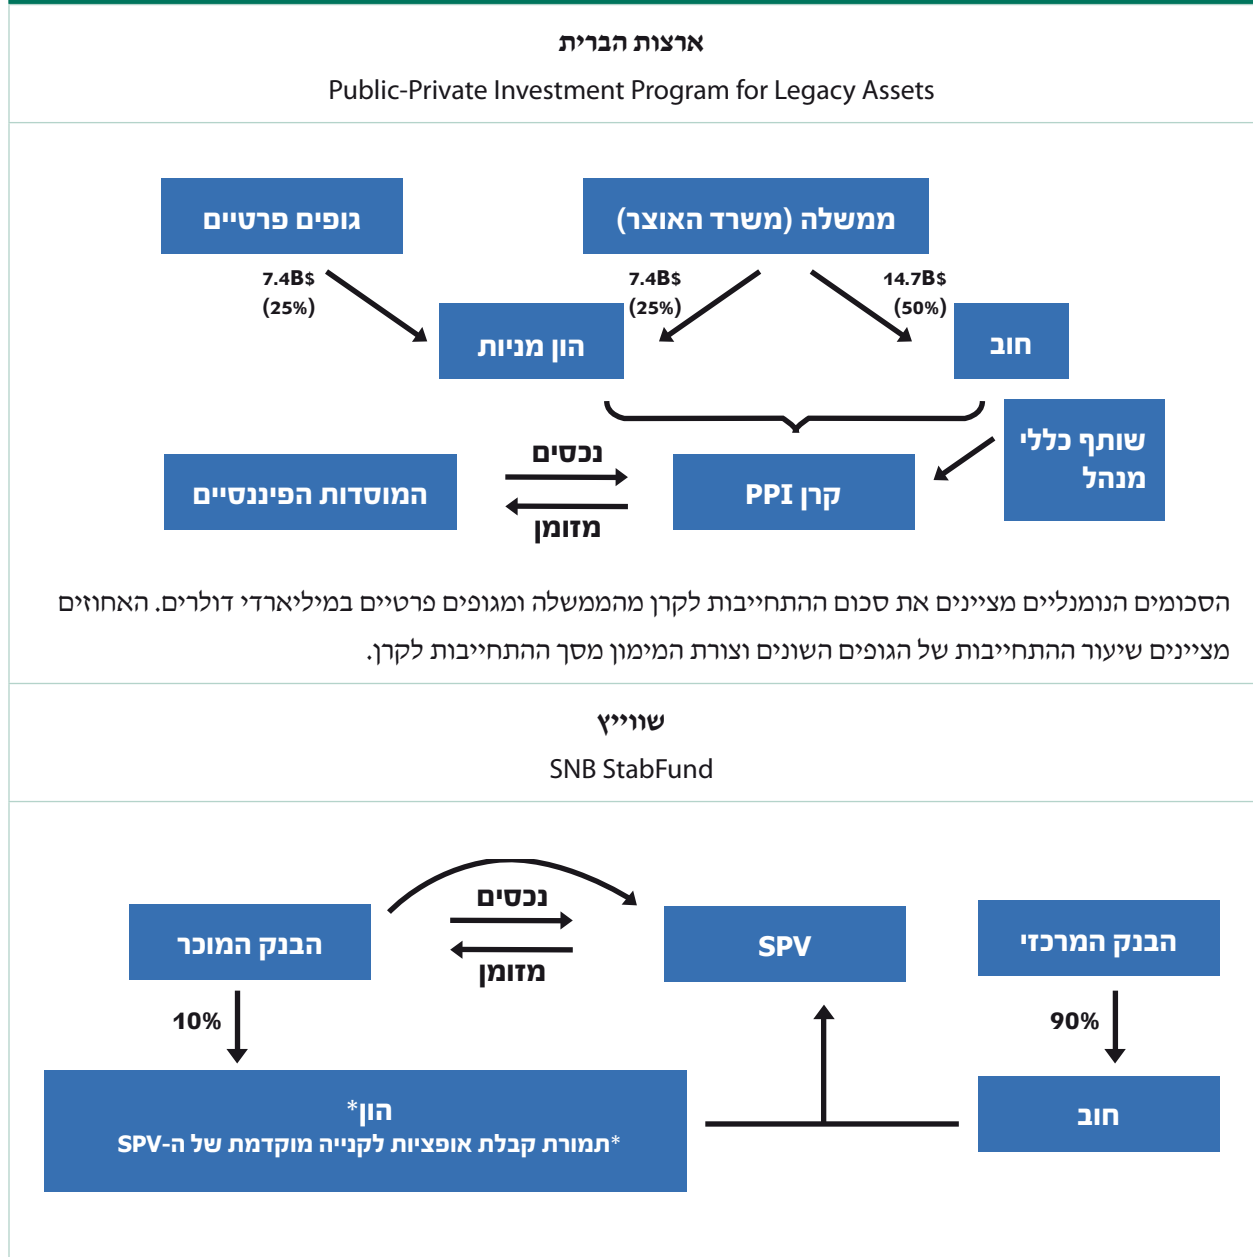 ארצות הברית
Public-Private Investment Program for Legacy Assets
ממשלה (משרד האוצר)
גופים פרטיים
14.7B$
(50%)
7.4B$
(25%)
7.4B$
(25%)
חוב
הון מניות
שותף כללי
מנהל
קרן PPI
נכסים
מזומן
המוסדות הפיננסיים
הסכומים הנומנליים מציינים את סכום ההתחייבות לקרן מהממשלה ומגופים פרטיים במיליארדי דולרים. האחוזים
מציינים שיעור ההתחייבות של הגופים השונים וצורת המימון מסך ההתחייבות לקרן.
שווייץ
SNB StabFund
הבנק המרכזי
SPV
נכסים
מזומן
הבנק המוכר
90%
10%
חוב
הון*
*תמורת קבלת אופציות לקנייה מוקדמת של ה-SPV